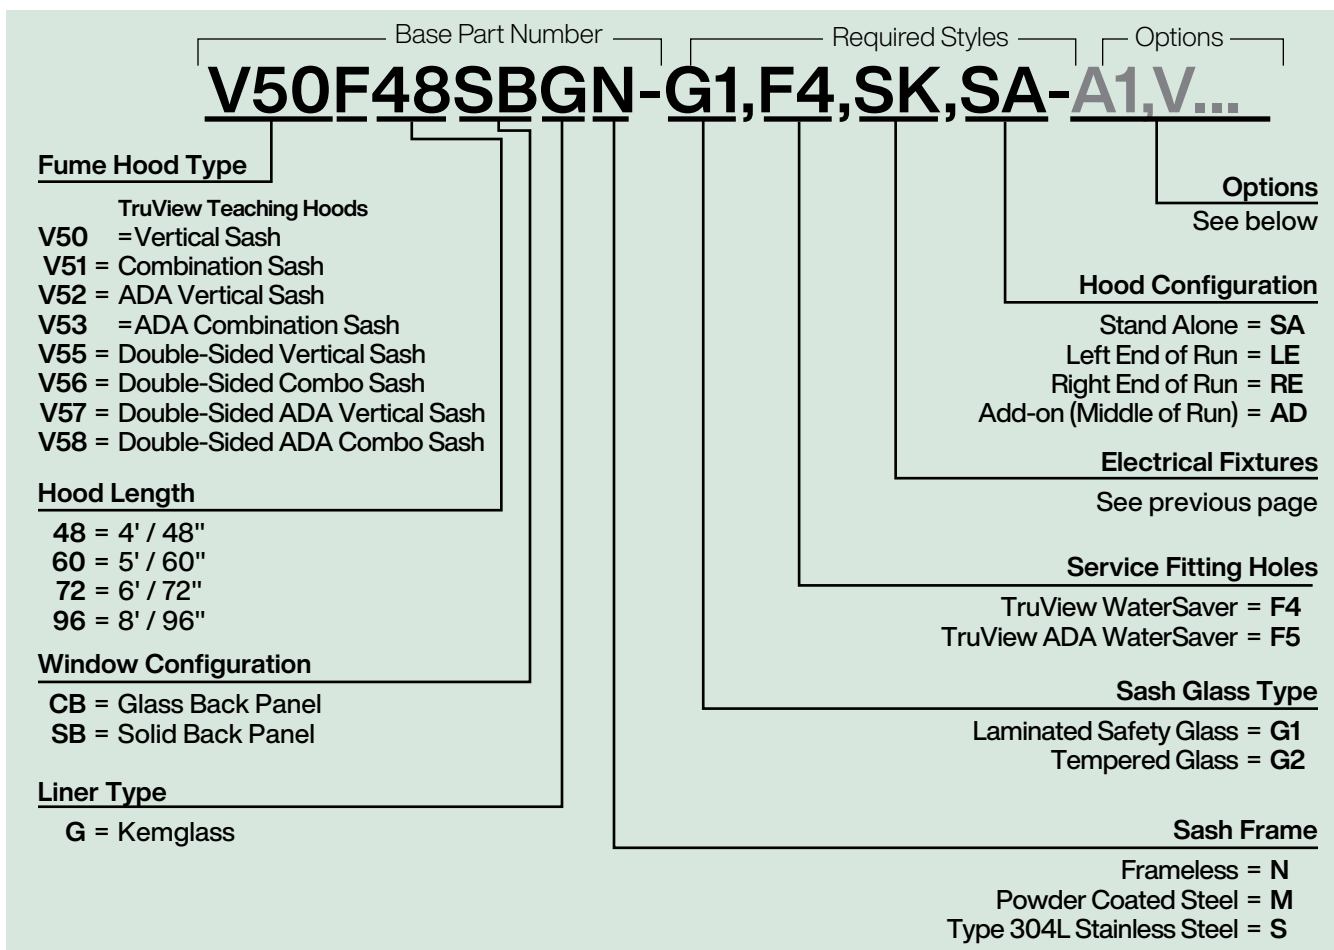 Base Part Number Required Styles Options
V50F48SBGN-G1,F4,SK,SA-A1,V...
Fume Hood Type
TruView Teaching Hoods
V50 = Vertical Sash
V51 = Combination Sash
V52 = ADA Vertical Sash
V53 = ADA Combination Sash
V55 = Double-Sided Vertical Sash
V56 = Double-Sided Combo Sash
V57 = Double-Sided ADA Vertical Sash
V58 = Double-Sided ADA Combo Sash
Hood Length
48 = 4' / 48"
60 = 5' / 60"
72 = 6' / 72"
96 = 8' / 96"
Window Configuration
CB = Glass Back Panel
SB = Solid Back Panel
Liner Type
G = Kemglass
Options
See below
Hood Configuration
Stand Alone = SA
Left End of Run = LE
Right End of Run = RE
Add-on (Middle of Run) = AD
Electrical Fixtures
See previous page
Service Fitting Holes
TruView WaterSaver = F4
TruView ADA WaterSaver = F5
Sash Glass Type
Laminated Safety Glass = G1
Tempered Glass = G2
Sash Frame
Frameless = N
Powder Coated Steel = M
Type 304L Stainless Steel = S